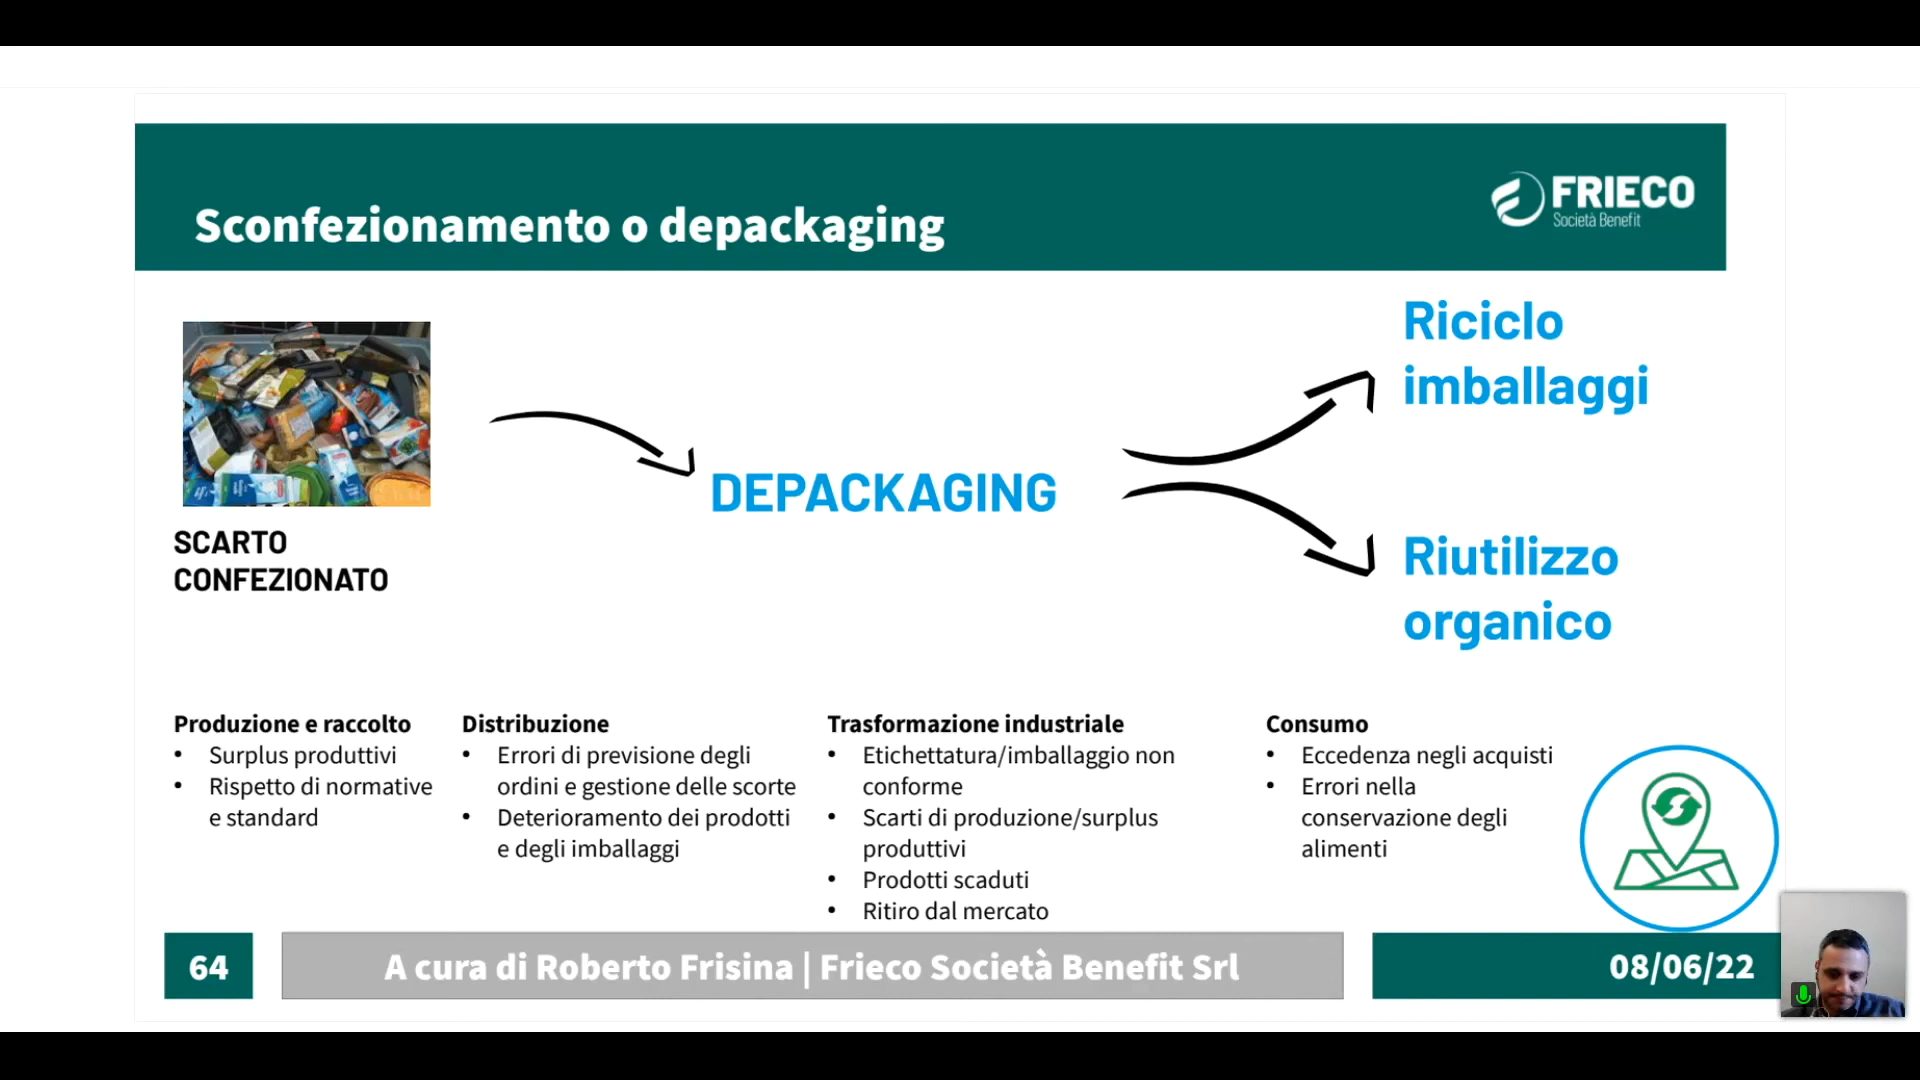 Sconfezionamento o depackaging
FRIECO
Società Benefit
SCARTO
CONFEZIONATO
DEPACKAGING
Riciclo
imballaggi
Riutilizzo
organico
Produzione e raccolto
• Surplus produttivi
• Rispetto di normative
e standard
Distribuzione
• Errori di previsione degli
ordini e gestione delle scorte
• Deterioramento dei prodotti
e degli imballaggi
Trasformazione industriale
• Etichettatura/imballaggio non
conforme
• Scarti di produzione/surplus
produttivi
• Prodotti scaduti
• Ritiro dal mercato
Consumo
• Eccedenza negli acquisti
• Errori nella
conservazione degli
alimenti
64
A cura di Roberto Frisina | Frieco Società Benefit Srl
08/06/22